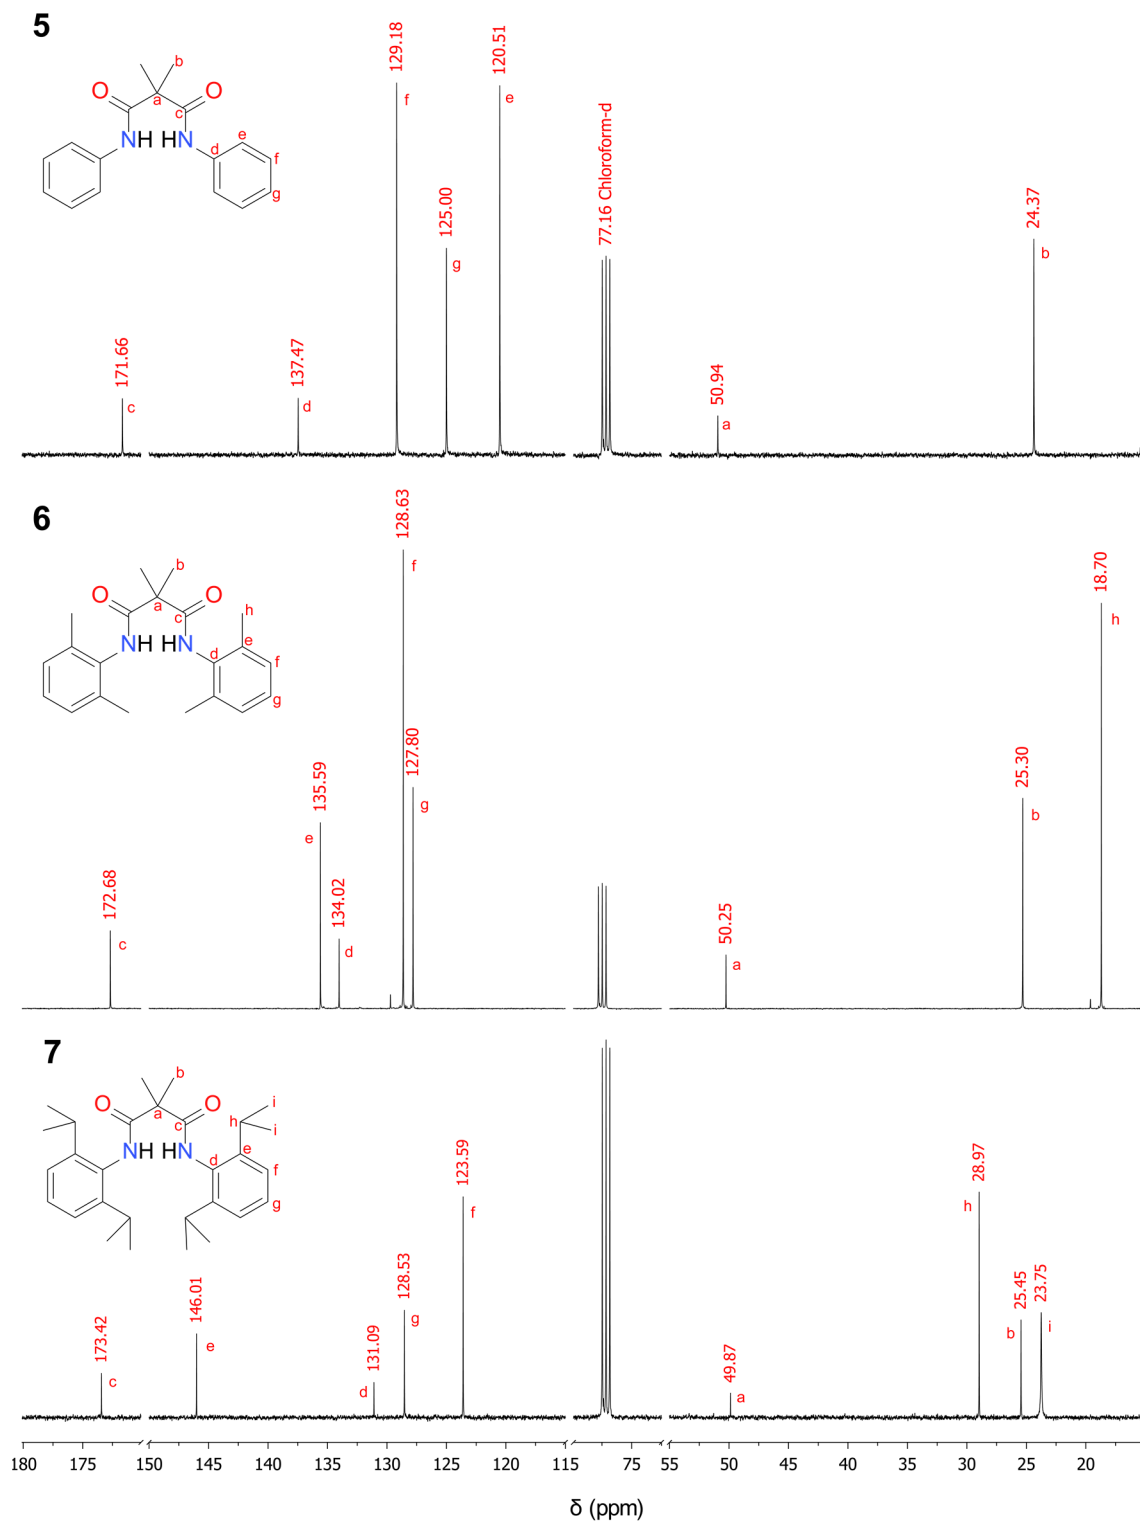 5
129.18
120.51
b
O
O
a
c
f
e
NH
HN
d
e
f
g
77.16 Chloroform-d
125.00
g
24.37
b
171.66
c
137.47
d
50.94
a
6
128.63
f
b
O
O
a
c
h
NH
HN
e
d
f
g
18.70
h
127.80
g
135.59
e
25.30
b
172.68
c
134.02
d
50.25
a
7
b
O
O
a
c
i
h
i
NH
HN
e
d
f
g
123.59
f
28.97
h
146.01
e
128.53
g
25.45
b
23.75
i
173.42
c
131.09
d
49.87
a
180 175 150 145 140 135 130 125 120 115 75 55 50 45 40 35 30 25 20
δ (ppm)